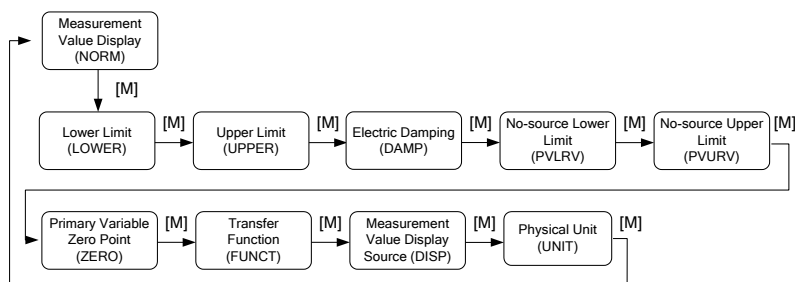 Measurement
Value Display
(NORM)
[M]
Lower Limit
(LOWER)
[M]
Upper Limit
(UPPER)
[M]
Electric Damping
(DAMP)
[M]
No-source Lower
Limit
(PVLRV)
[M]
No-source Upper
Limit
(PVURV)
[M]
Primary Variable
Zero Point
(ZERO)
[M]
Transfer
Function
(FUNCT)
[M]
Measurement
Value Display
Source (DISP)
[M]
Physical Unit
(UNIT)
[M]